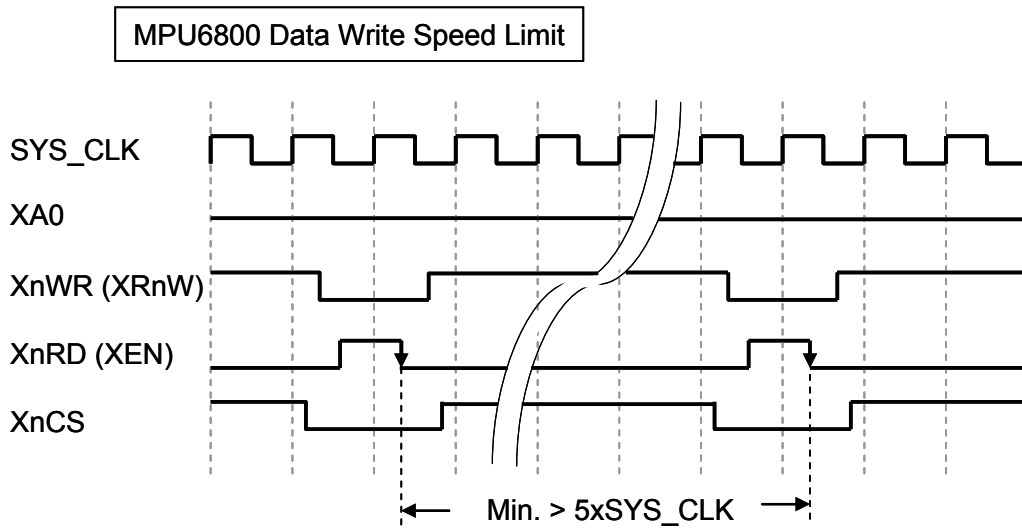 MPU6800 Data Write Speed Limit
SYS_CLK
XA0
XnWR (XRnW)
XnRD (XEN)
XnCS
Min. > 5xSYS_CLK